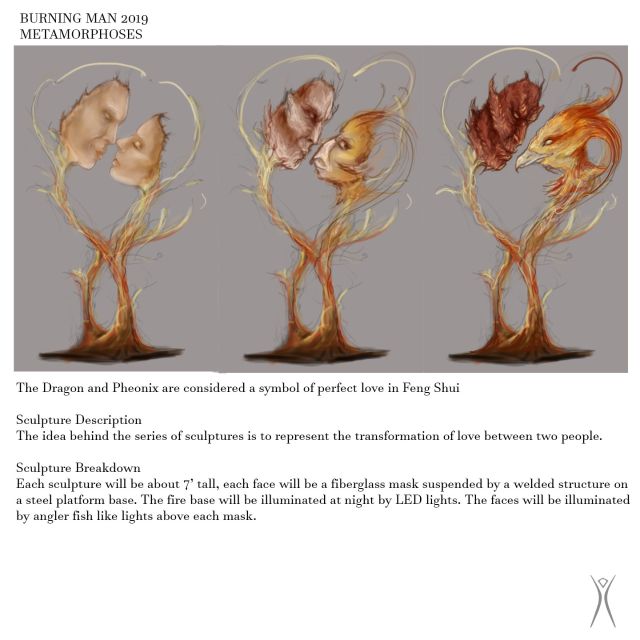 BURNING MAN 2019
METAMORPHOSES
The Dragon and Pheonix are considered a symbol of perfect love in Feng Shui
Sculpture Description
The idea behind the series of sculptures is to represent the transformation of love between two people.
Sculpture Breakdown
Each sculpture will be about 7' tall, each face will be a fiberglass mask suspended by a welded structure on
a steel platform base. The fire base will be illuminated at night by LED lights. The faces will be illuminated
by angler fish like lights above each mask.